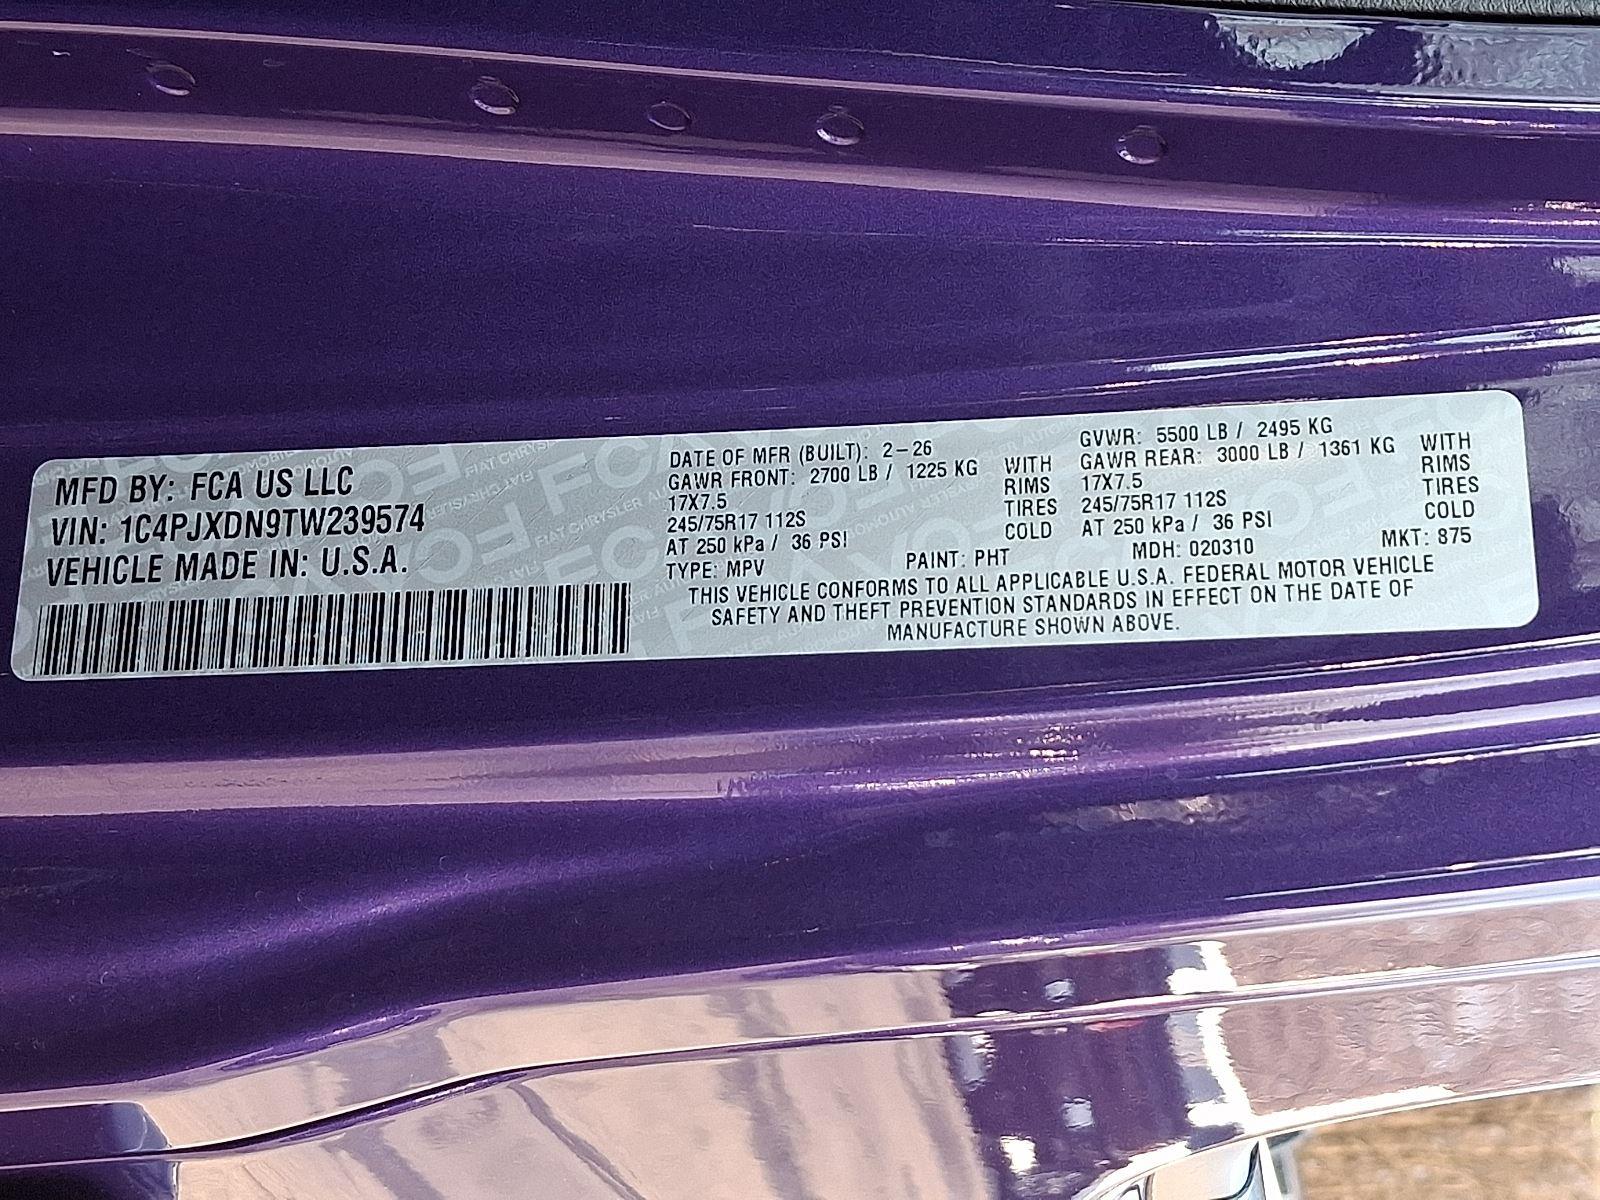 MFD BY: FCA US LLC
VIN: 1C4PJXDN9TW239574
VEHICLE MADE IN: U.S.A.
DATE OF MFR (BUILT): 2-26
GAWR FRONT: 2700 LB / 1225 KG WITH
17X7.5 RIMS
245/75R17 112S TIRES
AT 250 kPa / 36 PSI COLD
GVWR: 5500 LB / 2495 KG
GAWR REAR: 3000 LB / 1361 KG WITH
17X7.5 RIMS
245/75R17 112S TIRES
AT 250 kPa / 36 PSI COLD
TYPE: MPV PAINT: PHT MDH: 020310 MKT: 875
THIS VEHICLE CONFORMS TO ALL APPLICABLE U.S.A. FEDERAL MOTOR VEHICLE
SAFETY AND THEFT PREVENTION STANDARDS IN EFFECT ON THE DATE OF
MANUFACTURE SHOWN ABOVE.